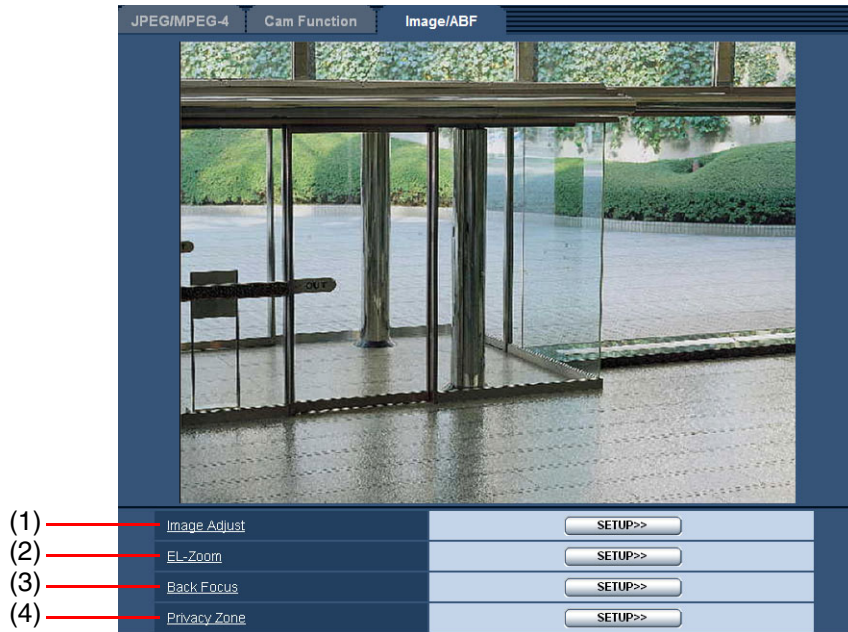 JPEG/MPEG-4 Cam Function Image/ABF
OUT
(1) Image Adjust SETUP>>
(2) EL-Zoom SETUP>>
(3) Back Focus SETUP>>
(4) Privacy Zone SETUP>>